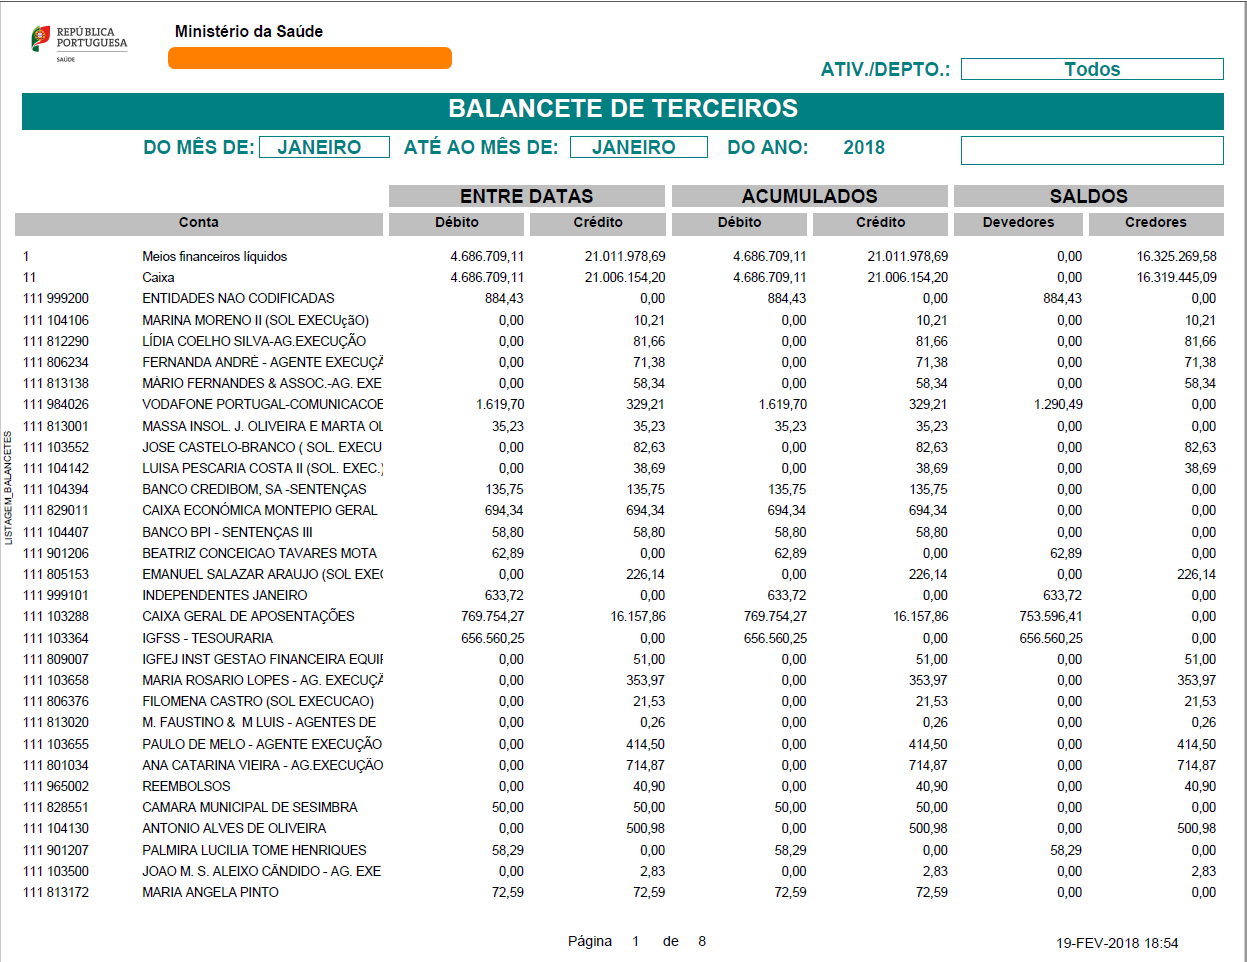 REPÚBLICA
PORTUGUESA
SAÚDE
Ministério da Saúde
ATIV./DEPTO.: Todos
BALANCETE DE TERCEIROS
DO MÊS DE: JANEIRO ATÉ AO MÊS DE: JANEIRO DO ANO: 2018
ENTRE DATAS ACUMULADOS SALDOS
Conta Débito Crédito Débito Crédito Devedores Credores
1 Meios financeiros líquidos 4.686.709,11 21.011.978,69 4.686.709,11 21.011.978,69 0,00 16.325.269,58
11 Caixa 4.686.709,11 21.006.154,20 4.686.709,11 21.006.154,20 0,00 16.319.445,09
111 999200 ENTIDADES NAO CODIFICADAS 884,43 0,00 884,43 0,00 884,43 0,00
111 104106 MARINA MORENO II (SOL EXECUçãO) 0,00 10,21 0,00 10,21 0,00 10,21
111 812290 LÍDIA COELHO SILVA-AG.EXECUÇÃO 0,00 81,66 0,00 81,66 0,00 81,66
111 806234 FERNANDA ANDRÉ - AGENTE EXECUÇÃ 0,00 71,38 0,00 71,38 0,00 71,38
111 813138 MÁRIO FERNANDES & ASSOC.-AG. EXE 0,00 58,34 0,00 58,34 0,00 58,34
111 984026 VODAFONE PORTUGAL-COMUNICACOE 1.619,70 329,21 1.619,70 329,21 1.290,49 0,00
111 813001 MASSA INSOL. J. OLIVEIRA E MARTA OL 35,23 35,23 35,23 35,23 0,00 0,00
111 103552 JOSE CASTELO-BRANCO ( SOL. EXECU 0,00 82,63 0,00 82,63 0,00 82,63
111 104142 LUISA PESCARIA COSTA II (SOL. EXEC.) 0,00 38,69 0,00 38,69 0,00 38,69
111 104394 BANCO CREDIBOM, SA -SENTENÇAS 135,75 135,75 135,75 135,75 0,00 0,00
111 829011 CAIXA ECONÓMICA MONTEPIO GERAL 694,34 694,34 694,34 694,34 0,00 0,00
111 104407 BANCO BPI - SENTENÇAS III 58,80 58,80 58,80 58,80 0,00 0,00
111 901206 BEATRIZ CONCEICAO TAVARES MOTA 62,89 0,00 62,89 0,00 62,89 0,00
111 805153 EMANUEL SALAZAR ARAUJO (SOL EXEC 0,00 226,14 0,00 226,14 0,00 226,14
111 999101 INDEPENDENTES JANEIRO 633,72 0,00 633,72 0,00 633,72 0,00
111 103288 CAIXA GERAL DE APOSENTAÇÕES 769.754,27 16.157,86 769.754,27 16.157,86 753.596,41 0,00
111 103364 IGFSS - TESOURARIA 656.560,25 0,00 656.560,25 0,00 656.560,25 0,00
111 809007 IGFEJ INST GESTAO FINANCEIRA EQUIF 0,00 51,00 0,00 51,00 0,00 51,00
111 103658 MARIA ROSARIO LOPES - AG. EXECUÇÃ 0,00 353,97 0,00 353,97 0,00 353,97
111 806376 FILOMENA CASTRO (SOL EXECUCAO) 0,00 21,53 0,00 21,53 0,00 21,53
111 813020 M. FAUSTINO & M LUIS - AGENTES DE 0,00 0,26 0,00 0,26 0,00 0,26
111 103655 PAULO DE MELO - AGENTE EXECUÇÃO 0,00 414,50 0,00 414,50 0,00 414,50
111 801034 ANA CATARINA VIEIRA - AG.EXECUÇÃO 0,00 714,87 0,00 714,87 0,00 714,87
111 965002 REEMBOLSOS 0,00 40,90 0,00 40,90 0,00 40,90
111 828551 CAMARA MUNICIPAL DE SESIMBRA 50,00 50,00 50,00 50,00 0,00 0,00
111 104130 ANTONIO ALVES DE OLIVEIRA 0,00 500,98 0,00 500,98 0,00 500,98
111 901207 PALMIRA LUCILIA TOME HENRIQUES 58,29 0,00 58,29 0,00 58,29 0,00
111 103500 JOAO M. S. ALEIXO CÂNDIDO - AG. EXE 0,00 2,83 0,00 2,83 0,00 2,83
111 813172 MARIA ANGELA PINTO 72,59 72,59 72,59 72,59 0,00 0,00
LISTAGEM_BALANCETES
Página 1 de 8
19-FEV-2018 18:54